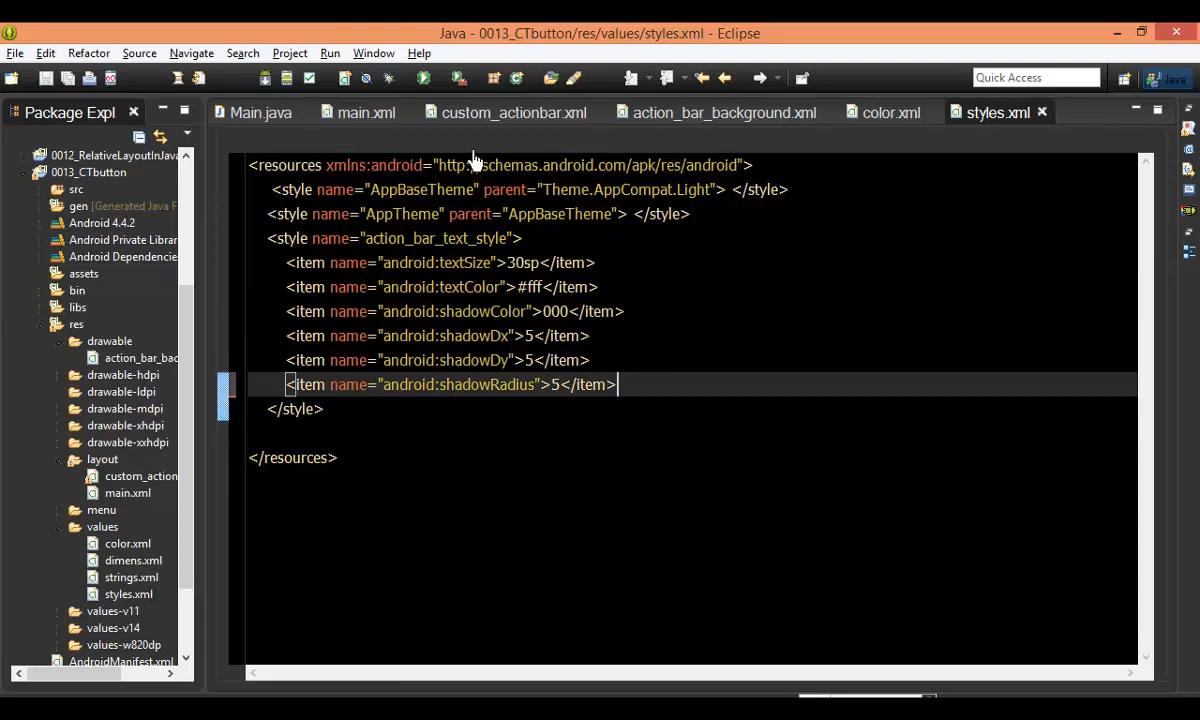 Java - 0013_CTbutton/res/values/styles.xml - Eclipse
File Edit Refactor Source Navigate Search Project Run Window Help
Quick Access
Java
Package Expl
Main.java main.xml custom_actionbar.xml action_bar_background.xml color.xml styles.xml
0012_RelativeLayoutInJava
0013_CTbutton
src
gen [Generated Java F
Android 4.4.2
Android Private Librar
Android Dependencie
assets
bin
libs
res
drawable
action_bar_bac
drawable-hdpi
drawable-ldpi
drawable-mdpi
drawable-xhdpi
drawable-xxhdpi
layout
custom_action
main.xml
menu
values
color.xml
dimens.xml
strings.xml
styles.xml
values-v11
values-v14
values-w820dp
AndroidManifest.xml
<resources xmlns:android="http://schemas.android.com/apk/res/android">
<style name="AppBaseTheme" parent="Theme.AppCompat.Light"> </style>
<style name="AppTheme" parent="AppBaseTheme"> </style>
<style name="action_bar_text_style">
<item name="android:textSize">30sp</item>
<item name="android:textColor">#fff</item>
<item name="android:shadowColor">000</item>
<item name="android:shadowDx">5</item>
<item name="android:shadowDy">5</item>
<item name="android:shadowRadius">5</item>
</style>
</resources>